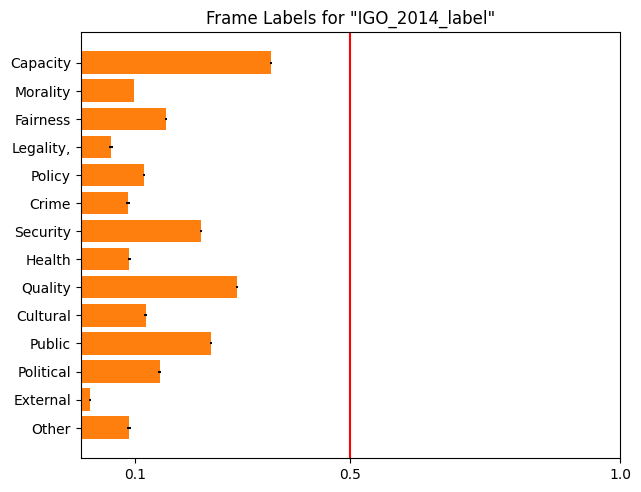 Frame Labels for "IGO_2014_label"
Capacity
Morality
Fairness
Legality,
Policy
Crime
Security
Health
Quality
Cultural
Public
Political
External
Other
0.1 0.5 1.0